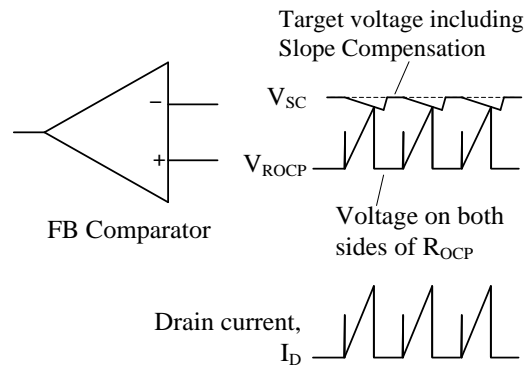 Target voltage including
Slope Compensation
V_SC
−
+
V_ROCP
FB Comparator
Voltage on both
sides of R_OCP
Drain current,
I_D